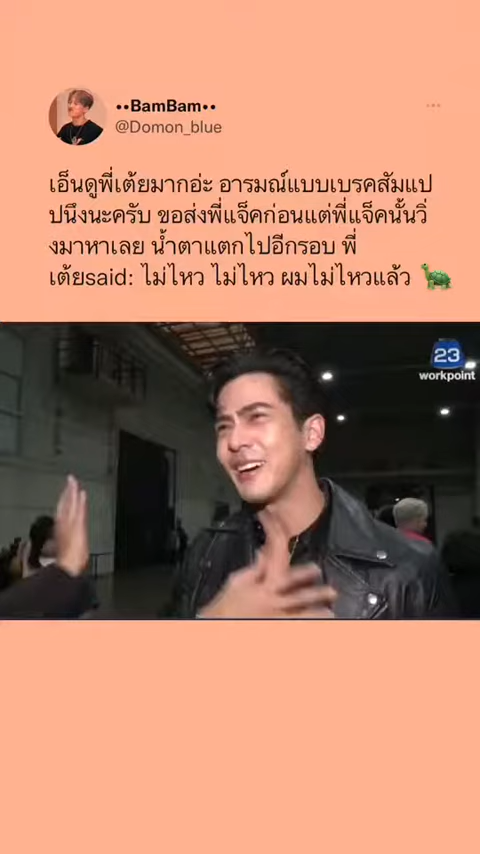 ••BamBam••
@Domon_blue
เอ็นดูพี่เต้ยมากอ่ะ อารมณ์แบบเบรคสัมแป
ปนึงนะครับ ขอส่งพี่แจ็คก่อนแต่พี่แจ็คนั้นวิ่
งมาหาเลย น้ำตาแตกไปอีกรอบ พี่
เต้ยsaid: ไม่ไหว ไม่ไหว ผมไม่ไหวแล้ว 🐢
23
workpoint